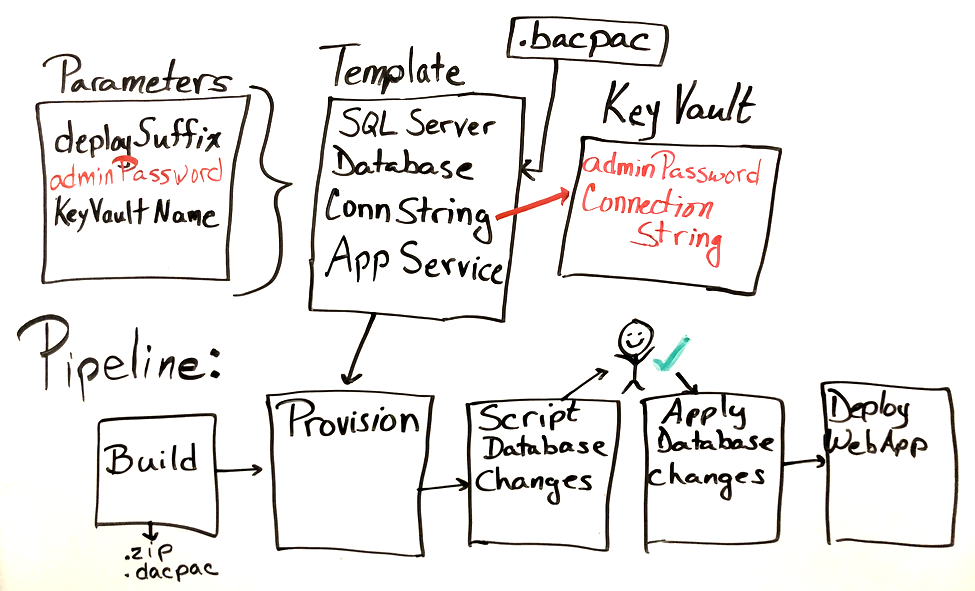 .bacpac
Parameters
deploySuffix
adminPassword
KeyVault Name
Template
SQL Server
Database
Conn String
App Service
Key Vault
adminPassword
Connection
String
Pipeline:
Build
.zip
.dacpac
Provision
Script
Database
Changes
Apply
Database
changes
Deploy
WebApp